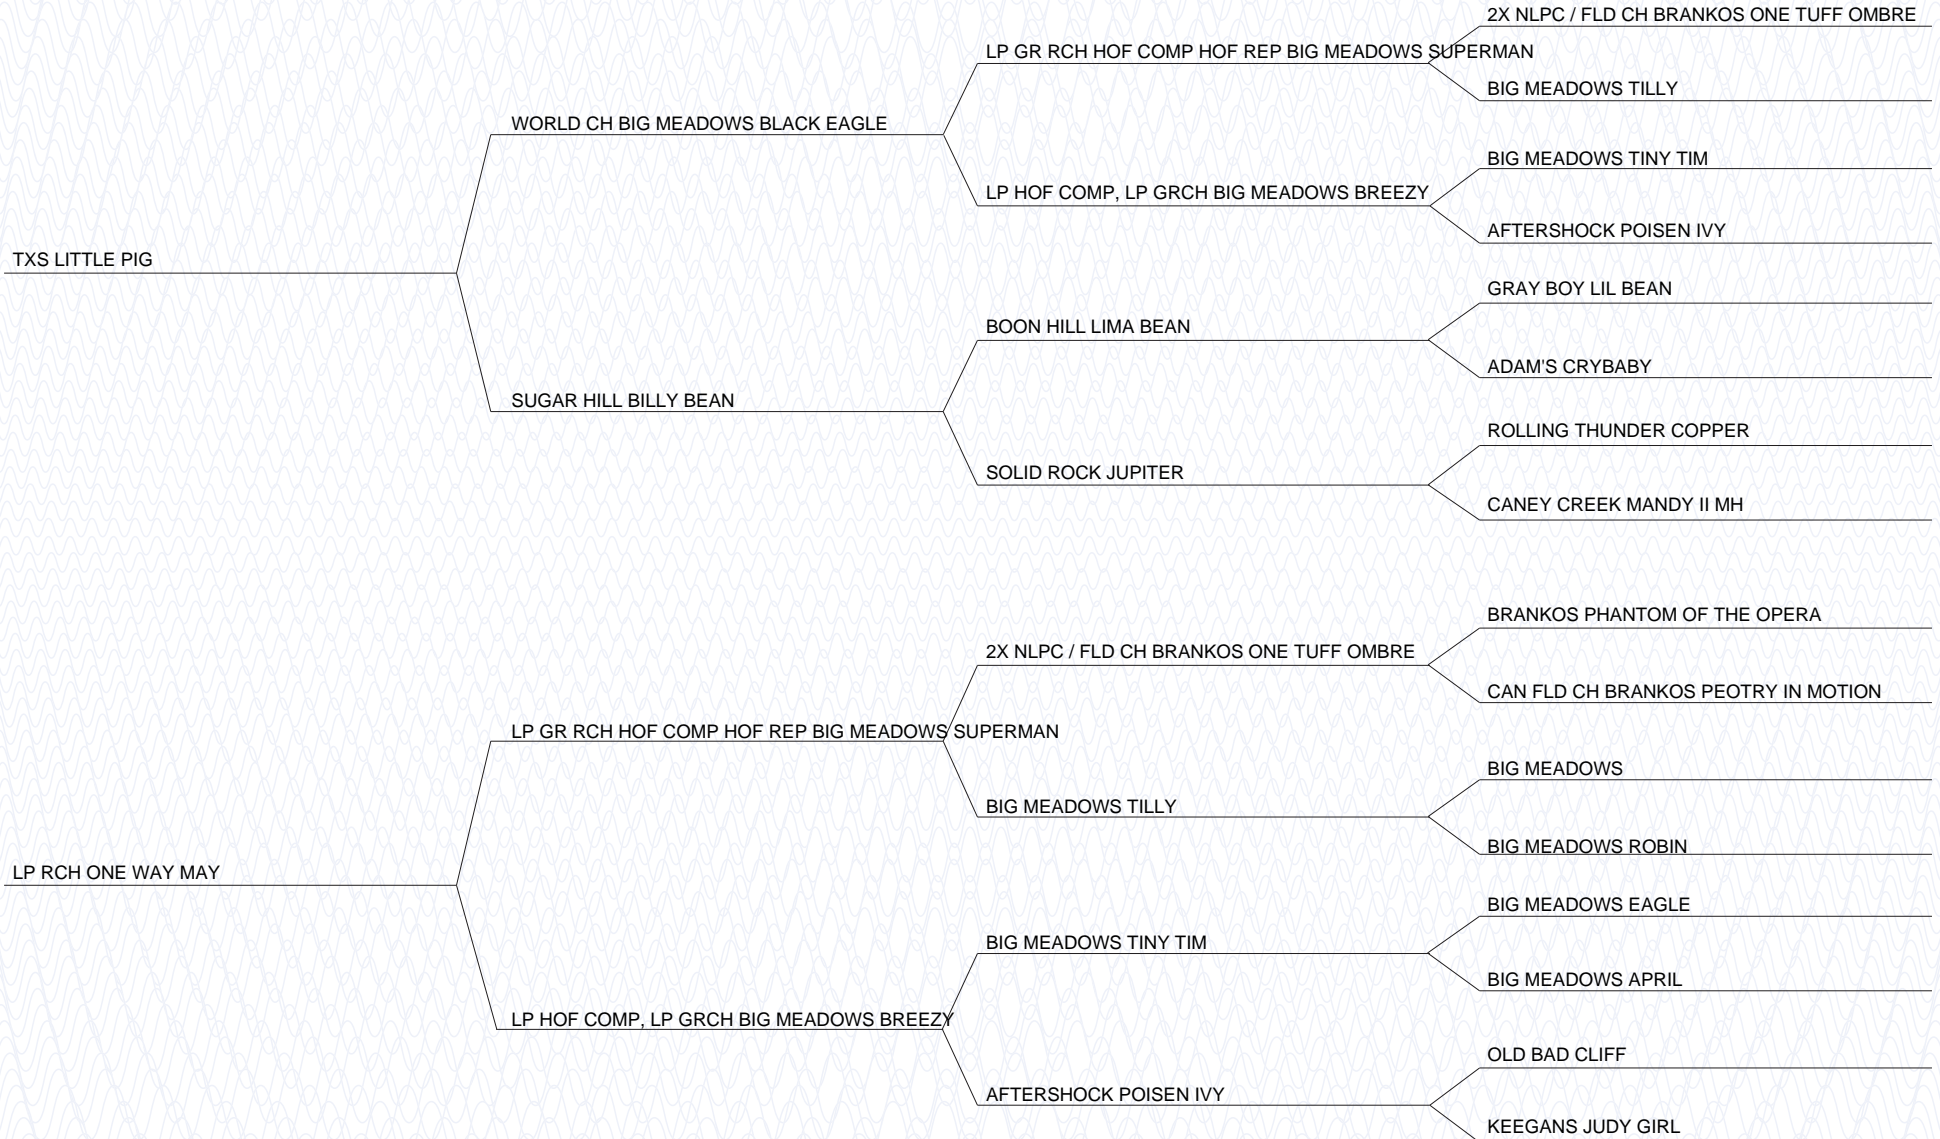 2X NLPC / FLD CH BRANKOS ONE TUFF OMBRE
LP GR RCH HOF COMP HOF REP BIG MEADOWS SUPERMAN
BIG MEADOWS TILLY
WORLD CH BIG MEADOWS BLACK EAGLE
BIG MEADOWS TINY TIM
LP HOF COMP, LP GRCH BIG MEADOWS BREEZY
AFTERSHOCK POISEN IVY
TXS LITTLE PIG
GRAY BOY LIL BEAN
BOON HILL LIMA BEAN
ADAM'S CRYBABY
SUGAR HILL BILLY BEAN
ROLLING THUNDER COPPER
SOLID ROCK JUPITER
CANEY CREEK MANDY II MH
BRANKOS PHANTOM OF THE OPERA
2X NLPC / FLD CH BRANKOS ONE TUFF OMBRE
CAN FLD CH BRANKOS PEOTRY IN MOTION
LP GR RCH HOF COMP HOF REP BIG MEADOWS SUPERMAN
BIG MEADOWS
BIG MEADOWS TILLY
BIG MEADOWS ROBIN
LP RCH ONE WAY MAY
BIG MEADOWS EAGLE
BIG MEADOWS TINY TIM
BIG MEADOWS APRIL
LP HOF COMP, LP GRCH BIG MEADOWS BREEZY
OLD BAD CLIFF
AFTERSHOCK POISEN IVY
KEEGANS JUDY GIRL